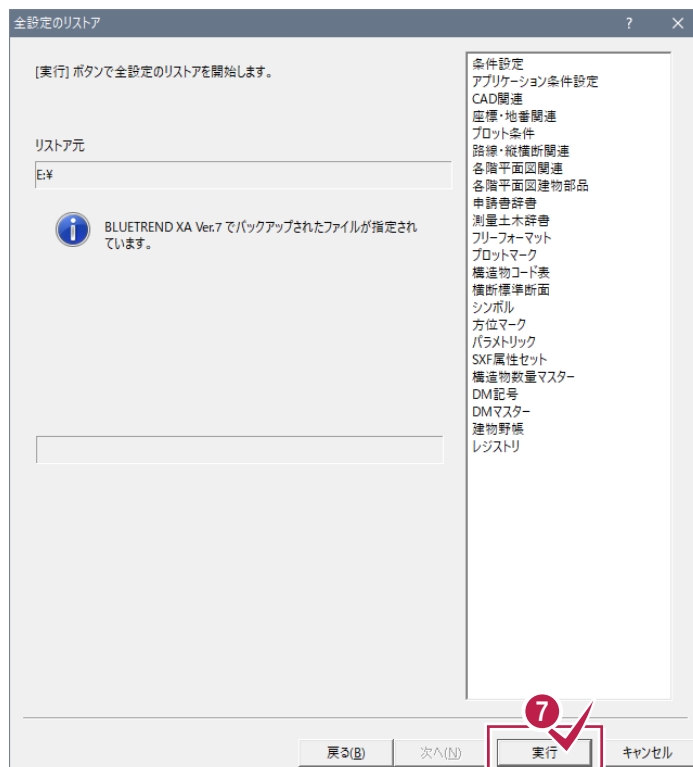 全設定のリストア
? ×
[実行] ボタンで全設定のリストアを開始します。
リストア元
E:¥
BLUETREND XA Ver.7 でバックアップされたファイルが指定され
ています。
条件設定
アプリケーション条件設定
CAD関連
座標・地番関連
プロット条件
路線・縦横断関連
各階平面図関連
各階平面図建物部品
申請書辞書
測量土木辞書
フリーフォーマット
プロットマーク
構造物コード表
横断標準断面
シンボル
方位マーク
パラメトリック
SXF属性セット
構造物数量マスター
DM記号
DMマスター
建物野帳
レジストリ
7
戻る(B) 次へ(N) 実行 キャンセル